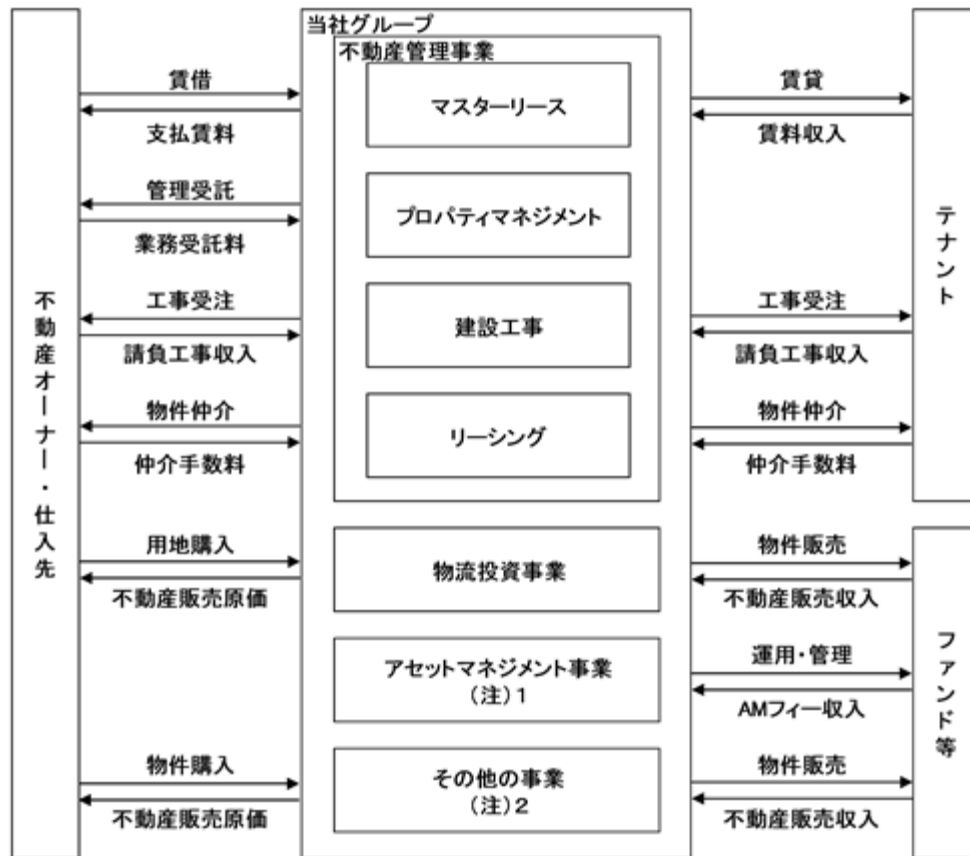 当社グループ
不動産管理事業
マスターリース
プロパティマネジメント
建設工事
リーシング
物流投資事業
アセットマネジメント事業
(注)1
その他の事業
(注)2
不動産オーナー・仕入先
賃借
支払賃料
管理受託
業務受託料
工事受注
請負工事収入
物件仲介
仲介手数料
用地購入
不動産販売原価
物件購入
不動産販売原価
賃貸
賃料収入
工事受注
請負工事収入
物件仲介
仲介手数料
物件販売
不動産販売収入
運用・管理
AMフィー収入
物件販売
不動産販売収入
テナント
ファンド等